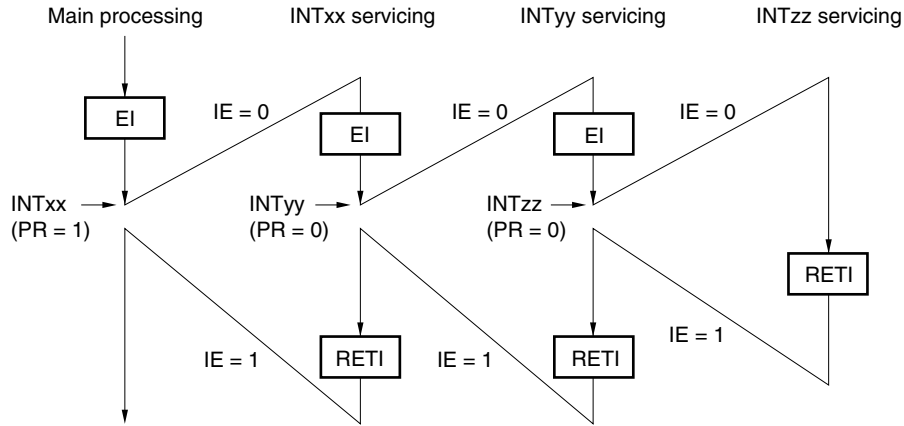 Main processing
INTxx servicing
INTyy servicing
INTzz servicing
EI
IE = 0
EI
IE = 0
EI
IE = 0
INTxx
(PR = 1)
INTyy
(PR = 0)
INTzz
(PR = 0)
RETI
IE = 1
RETI
IE = 1
RETI
IE = 1